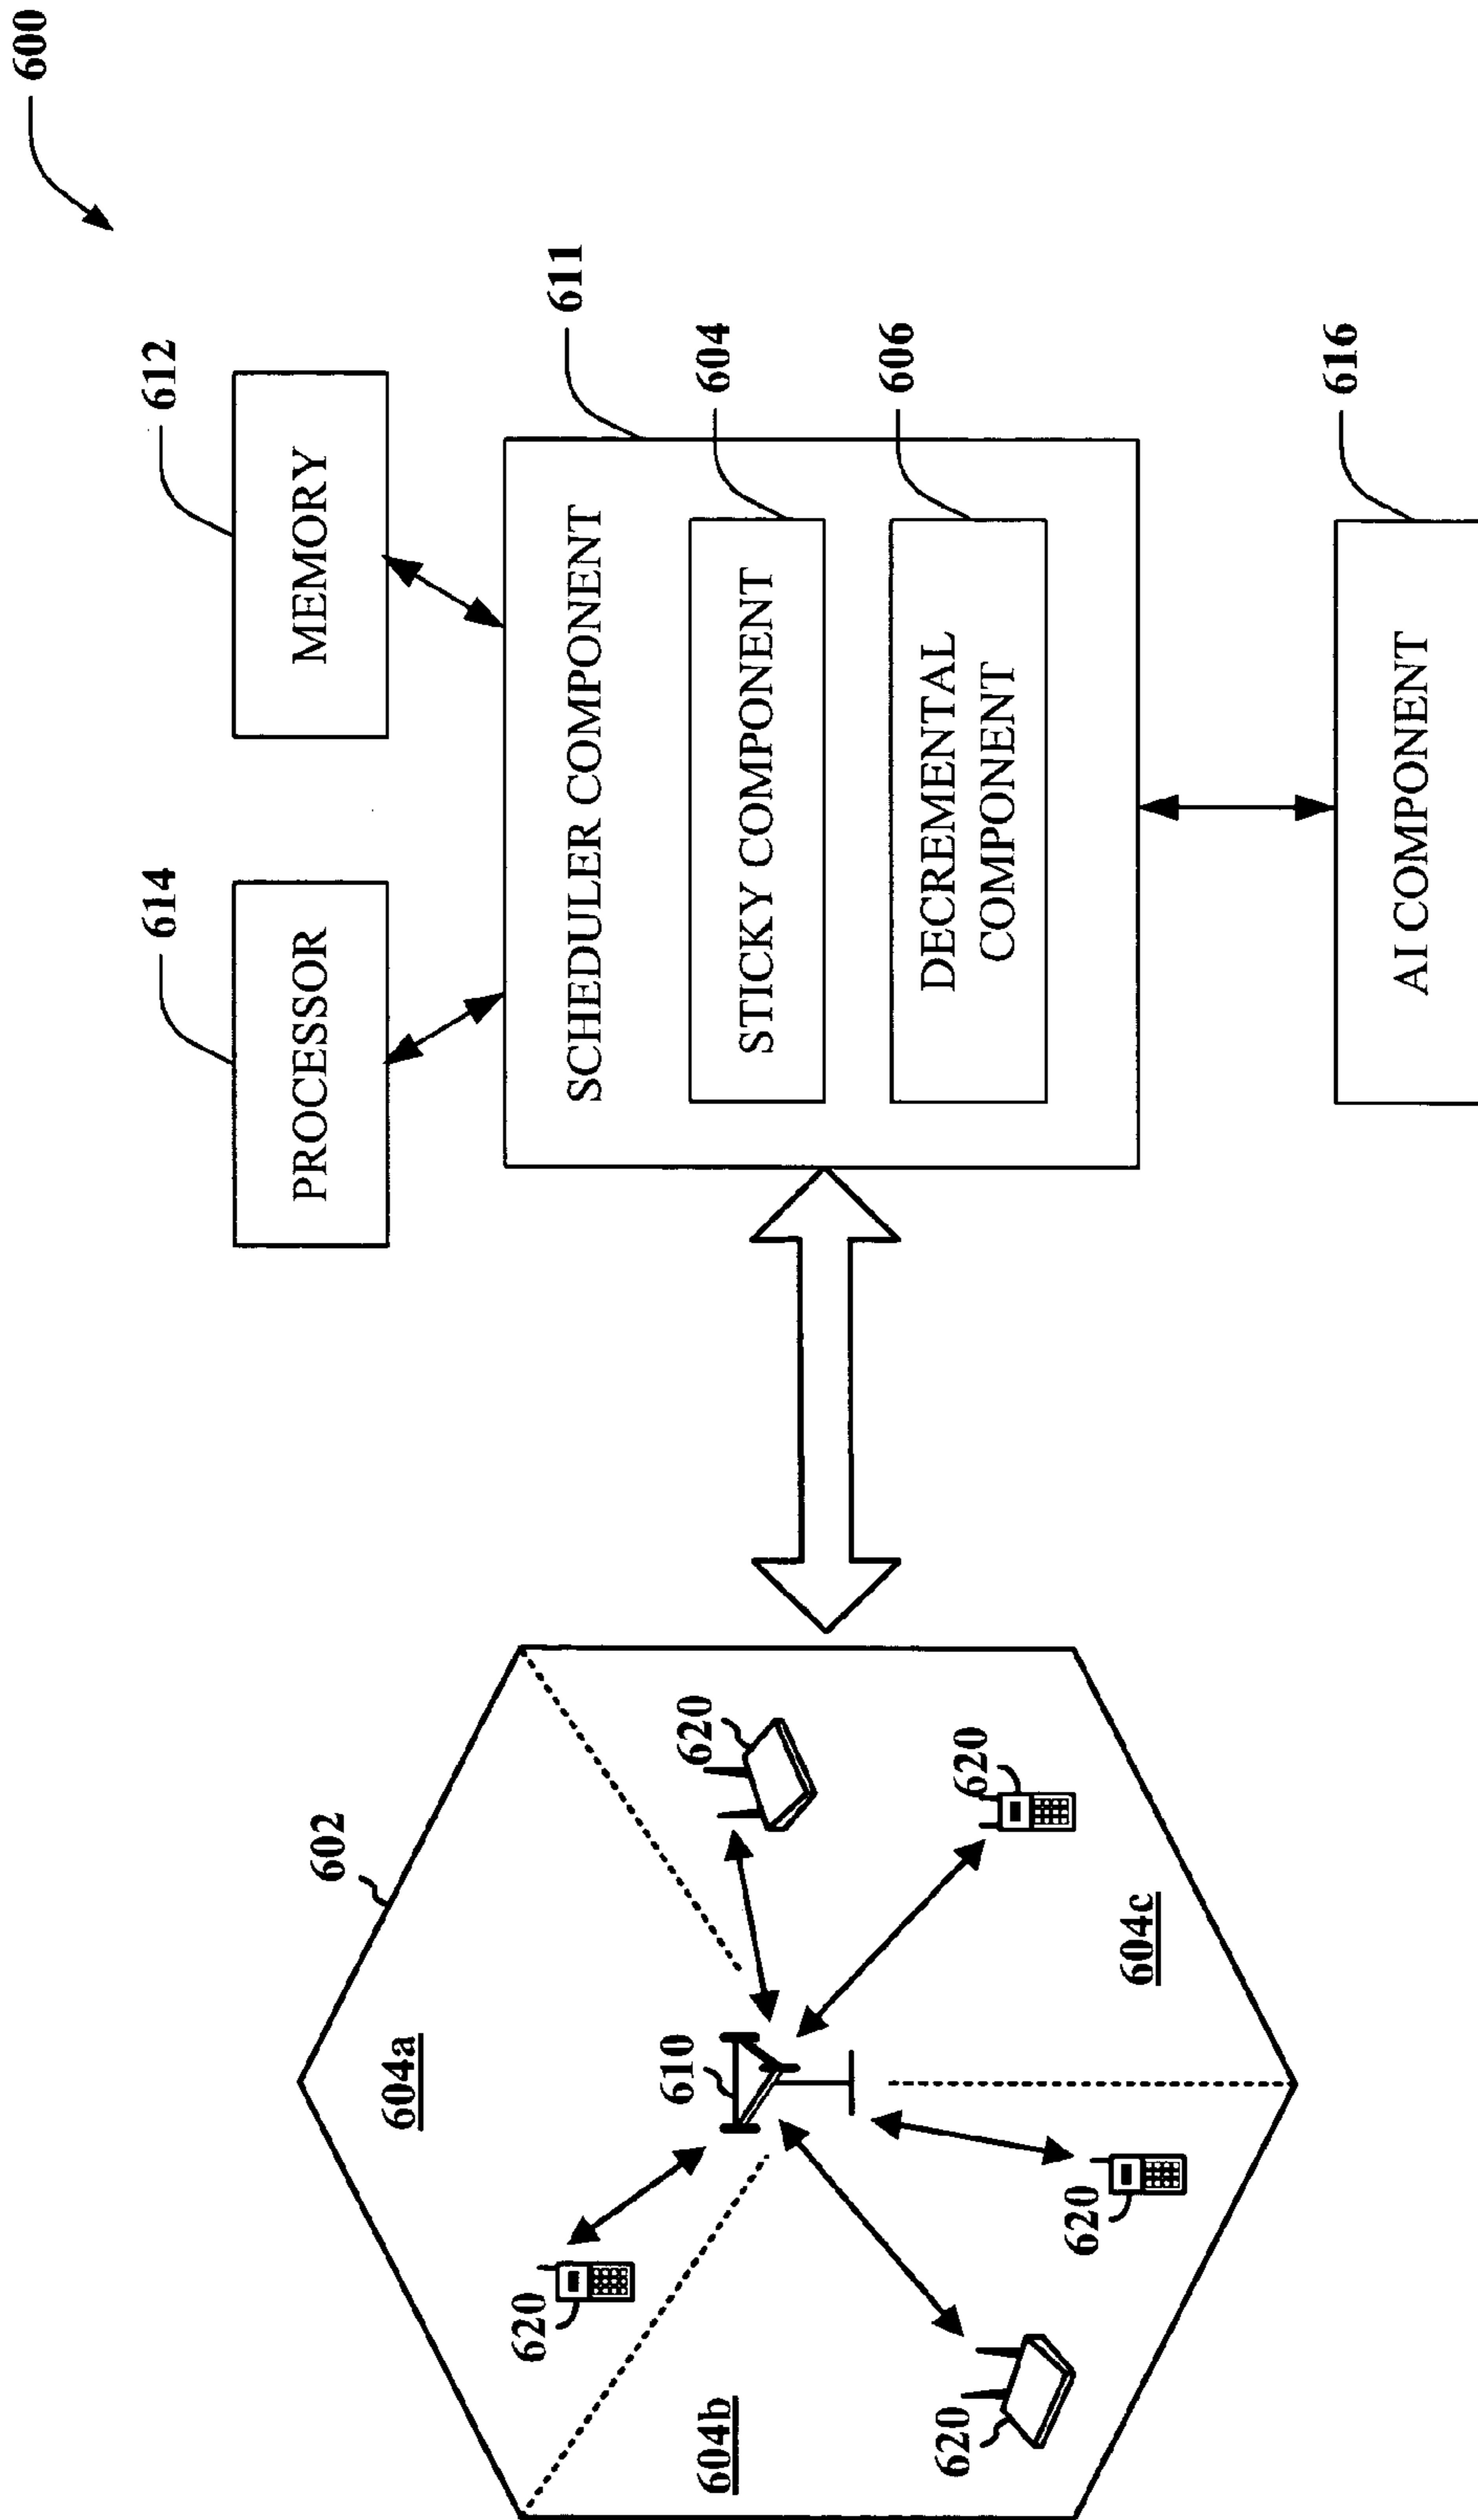 600
614
612
PROCESSOR
MEMORY
611
SCHEDULER COMPONENT
604
STICKY COMPONENT
606
DECREMENTAL
COMPONENT
616
AI COMPONENT
602
604a
620
610
620
604b
620
604c
620
620